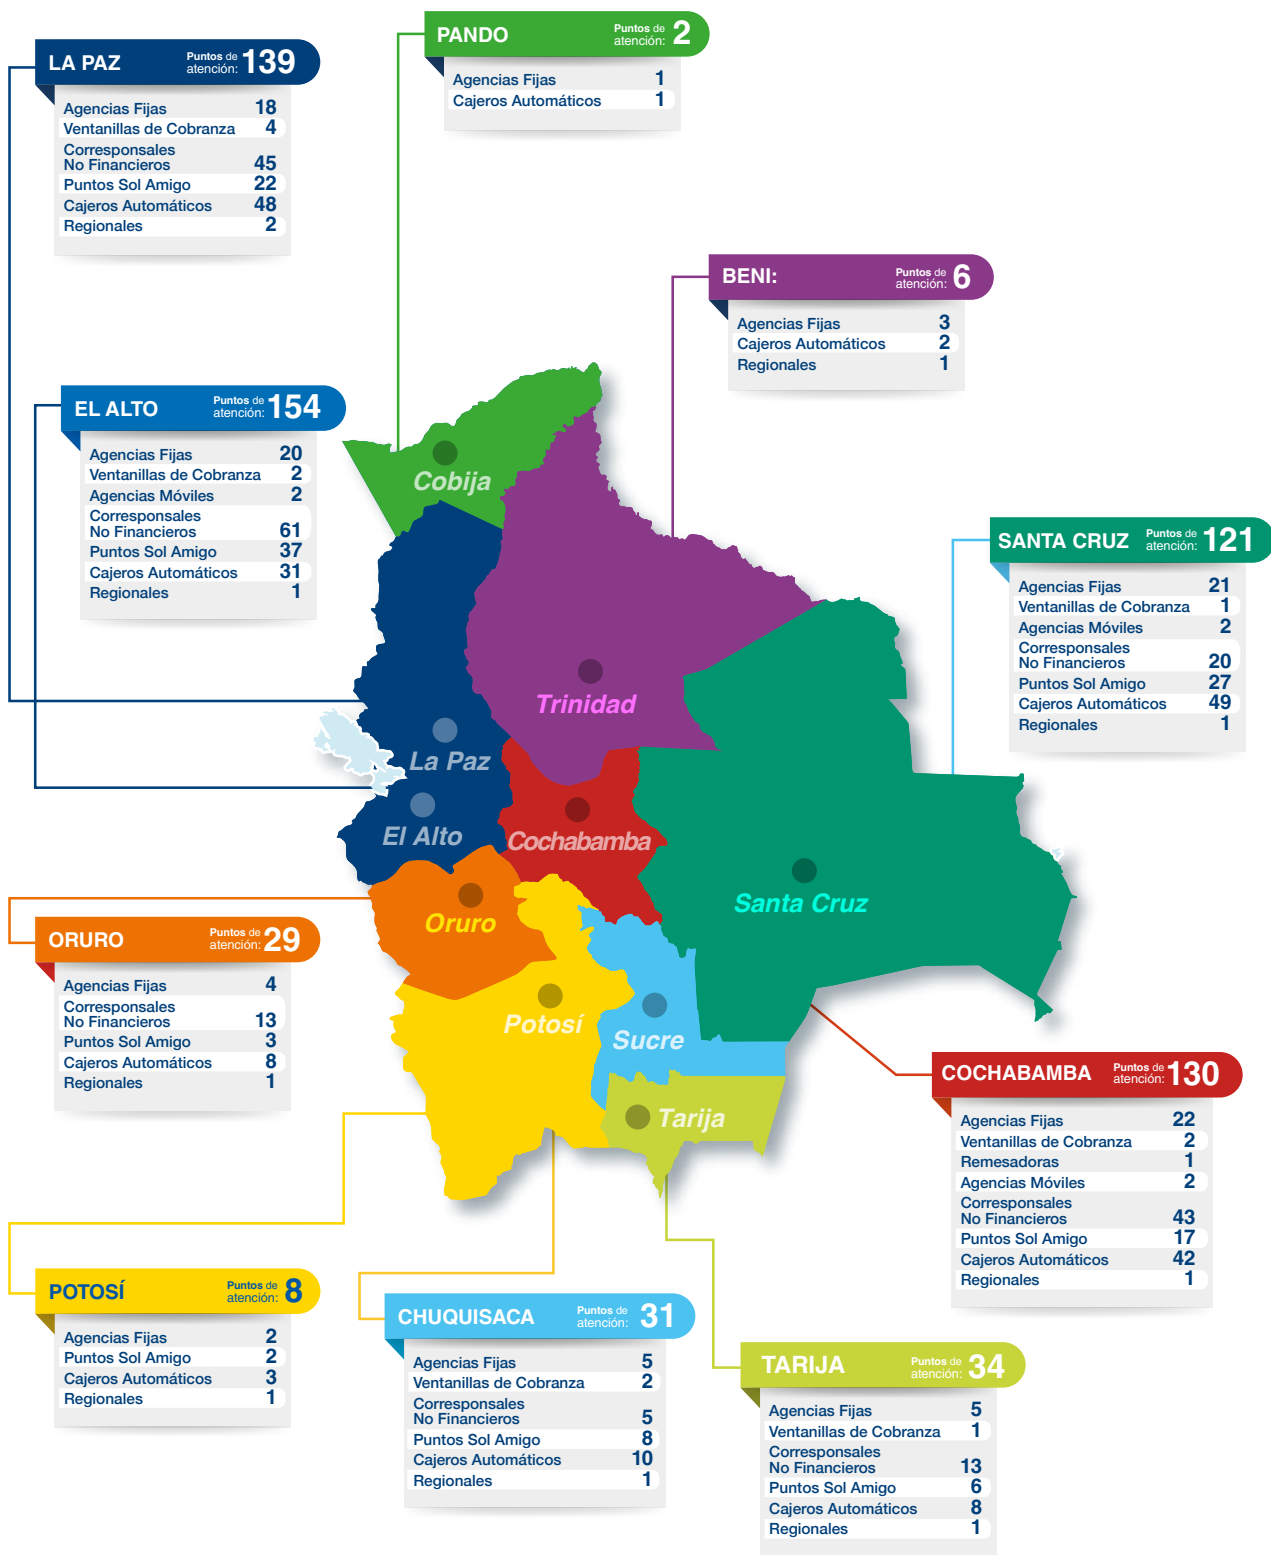 LA PAZ Puntos de atención: 139
Agencias Fijas 18
Ventanillas de Cobranza 4
Corresponsales
No Financieros 45
Puntos Sol Amigo 22
Cajeros Automáticos 48
Regionales 2
PANDO Puntos de atención: 2
Agencias Fijas 1
Cajeros Automáticos 1
BENI: Puntos de atención: 6
Agencias Fijas 3
Cajeros Automáticos 2
Regionales 1
EL ALTO Puntos de atención: 154
Agencias Fijas 20
Ventanillas de Cobranza 2
Agencias Móviles 2
Corresponsales
No Financieros 61
Puntos Sol Amigo 37
Cajeros Automáticos 31
Regionales 1
SANTA CRUZ Puntos de atención: 121
Agencias Fijas 21
Ventanillas de Cobranza 1
Agencias Móviles 2
Corresponsales
No Financieros 20
Puntos Sol Amigo 27
Cajeros Automáticos 49
Regionales 1
Cobija
Trinidad
La Paz
El Alto
Cochabamba
Santa Cruz
Oruro
Potosí
Sucre
Tarija
ORURO Puntos de atención: 29
Agencias Fijas 4
Corresponsales
No Financieros 13
Puntos Sol Amigo 3
Cajeros Automáticos 8
Regionales 1
COCHABAMBA Puntos de atención: 130
Agencias Fijas 22
Ventanillas de Cobranza 2
Remesadoras 1
Agencias Móviles 2
Corresponsales
No Financieros 43
Puntos Sol Amigo 17
Cajeros Automáticos 42
Regionales 1
POTOSÍ Puntos de atención: 8
Agencias Fijas 2
Puntos Sol Amigo 2
Cajeros Automáticos 3
Regionales 1
CHUQUISACA Puntos de atención: 31
Agencias Fijas 5
Ventanillas de Cobranza 2
Corresponsales
No Financieros 5
Puntos Sol Amigo 8
Cajeros Automáticos 10
Regionales 1
TARIJA Puntos de atención: 34
Agencias Fijas 5
Ventanillas de Cobranza 1
Corresponsales
No Financieros 13
Puntos Sol Amigo 6
Cajeros Automáticos 8
Regionales 1